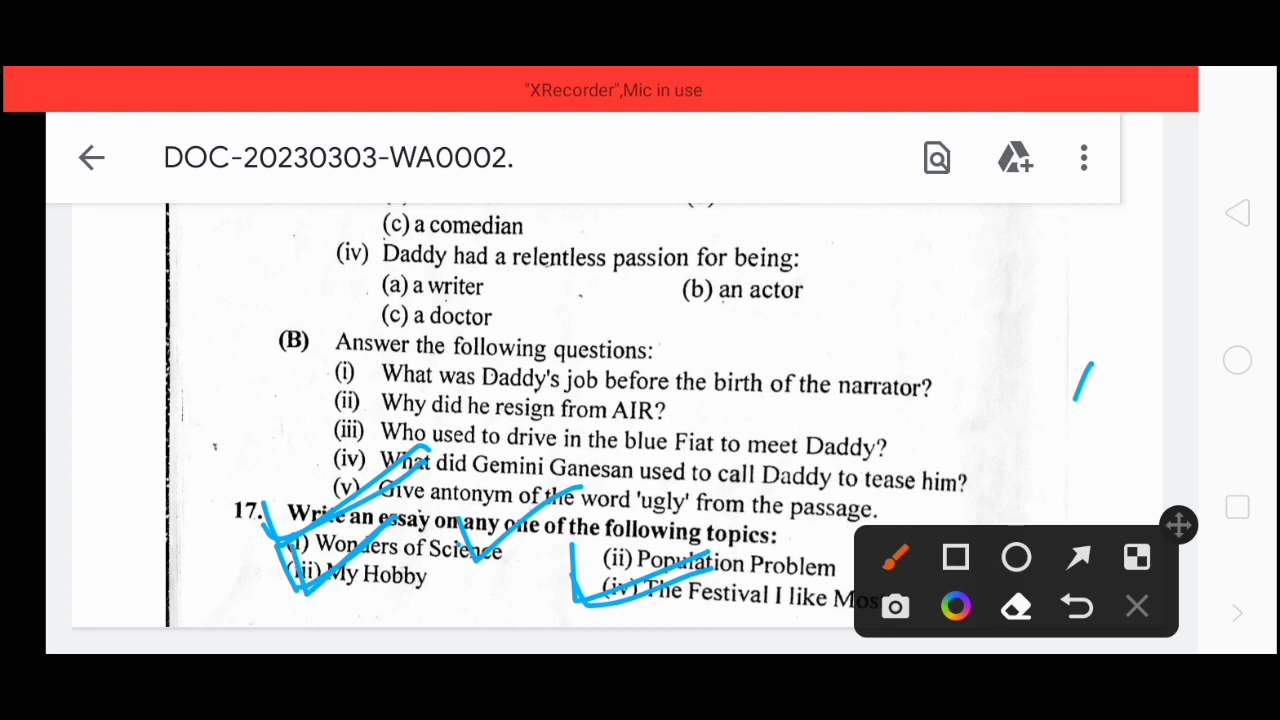 "XRecorder",Mic in use
DOC-20230303-WA0002.
(c) a comedian
(iv) Daddy had a relentless passion for being:
(a) a writer (b) an actor
(c) a doctor
(B) Answer the following questions:
(i) What was Daddy's job before the birth of the narrator?
(ii) Why did he resign from AIR?
(iii) Who used to drive in the blue Fiat to meet Daddy?
(iv) What did Gemini Ganesan used to call Daddy to tease him?
(v) Give antonym of the word 'ugly' from the passage.
17. Write an essay on any one of the following topics:
(i) Wonders of Science (ii) Population Problem
(iii) My Hobby (iv) The Festival I like Most